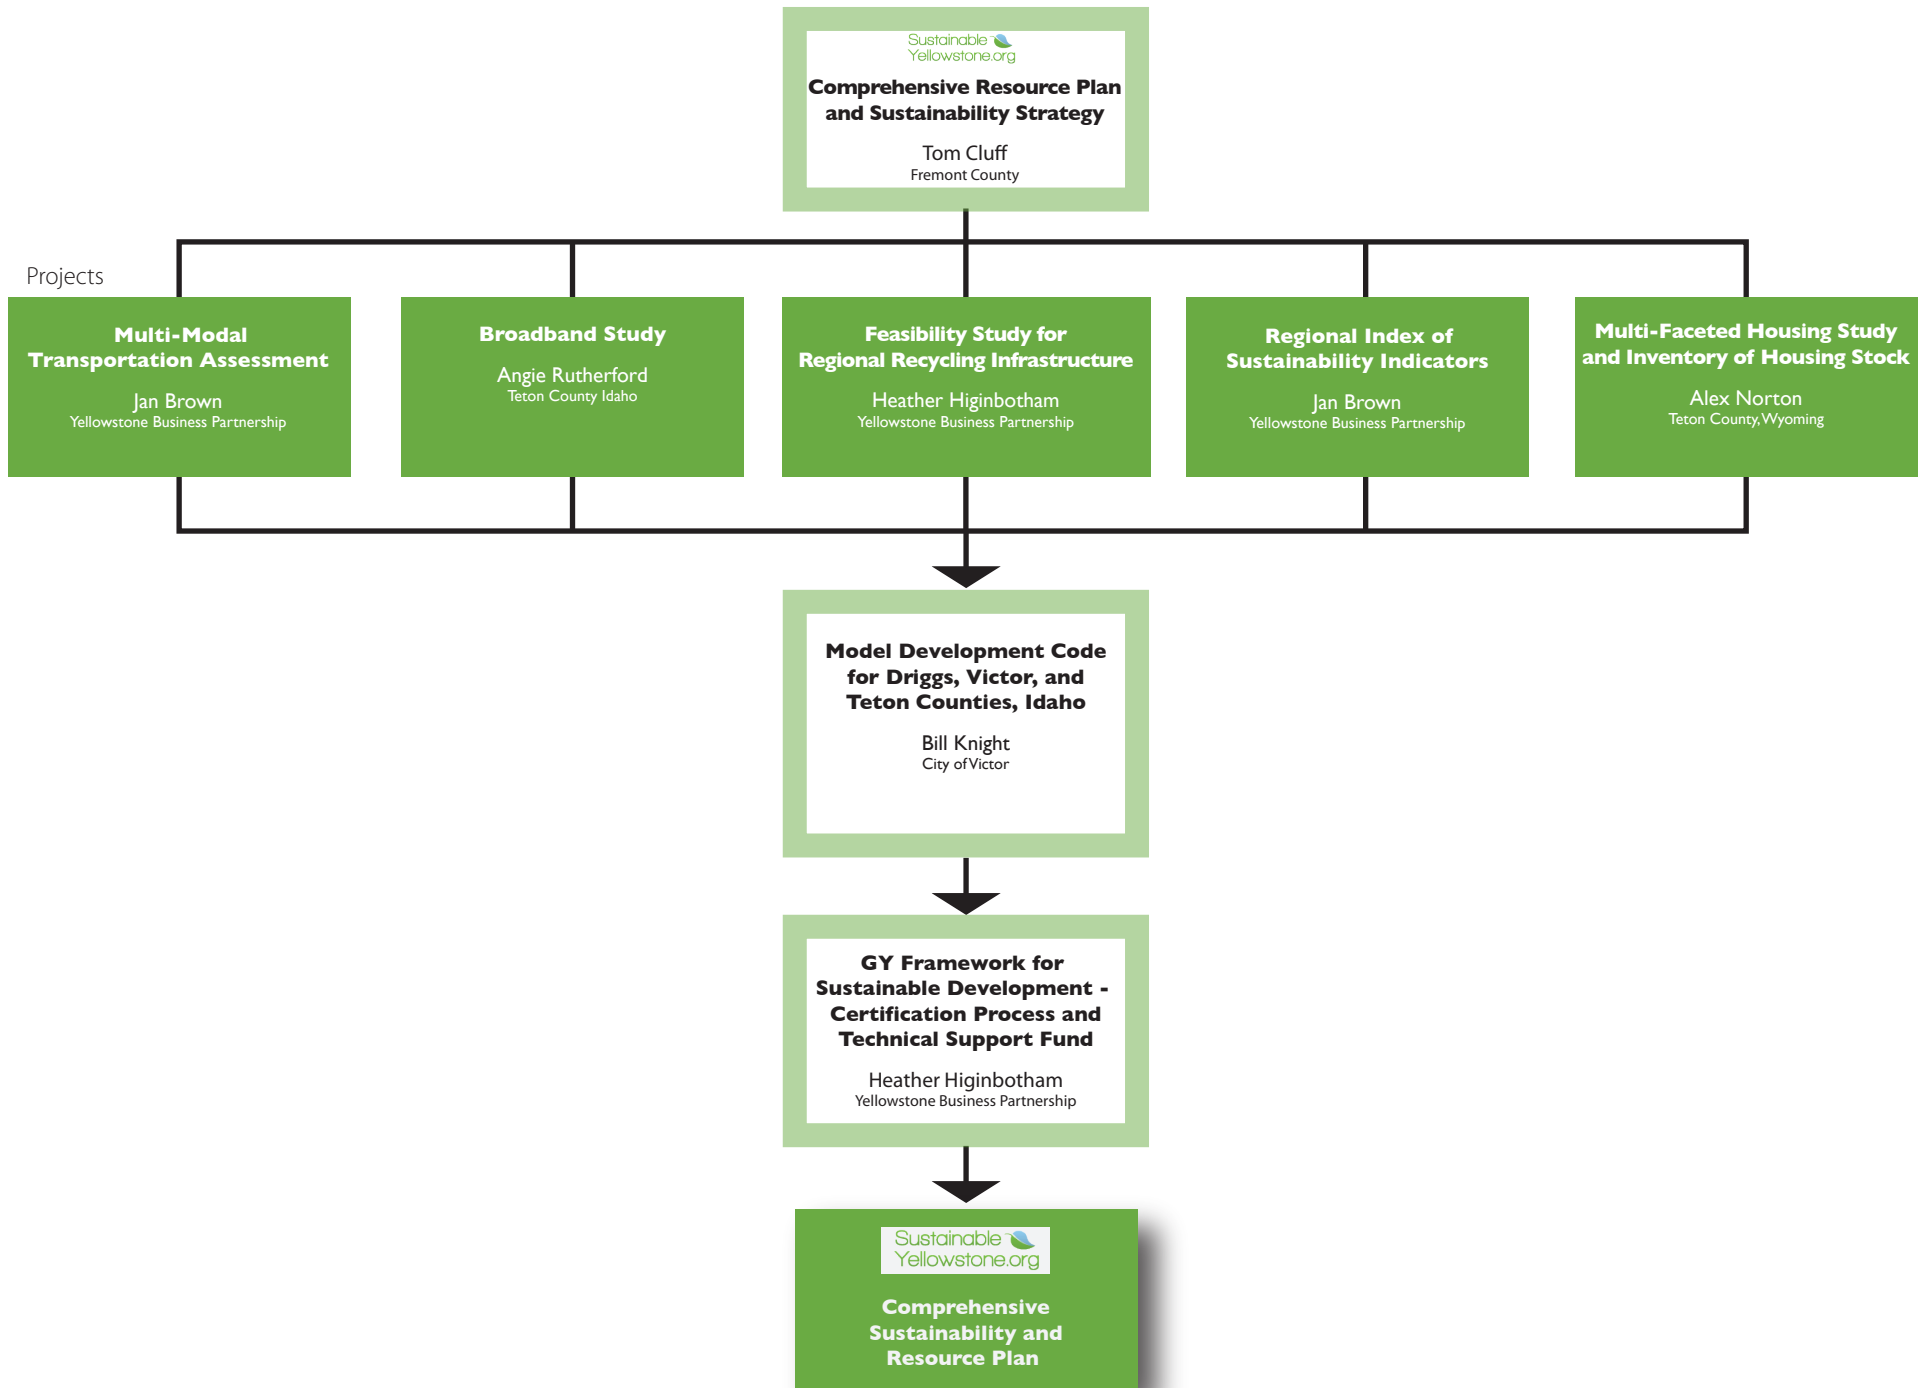 Sustainable
Yellowstone.org
Comprehensive Resource Plan
and Sustainability Strategy
Tom Cluff
Fremont County
Projects
Multi-Modal
Transportation Assessment
Jan Brown
Yellowstone Business Partnership
Broadband Study
Angie Rutherford
Teton County Idaho
Feasibility Study for
Regional Recycling Infrastructure
Heather Higinbotham
Yellowstone Business Partnership
Regional Index of
Sustainability Indicators
Jan Brown
Yellowstone Business Partnership
Multi-Faceted Housing Study
and Inventory of Housing Stock
Alex Norton
Teton County, Wyoming
Model Development Code
for Driggs, Victor, and
Teton Counties, Idaho
Bill Knight
City of Victor
GY Framework for
Sustainable Development -
Certification Process and
Technical Support Fund
Heather Higinbotham
Yellowstone Business Partnership
Sustainable
Yellowstone.org
Comprehensive
Sustainability and
Resource Plan